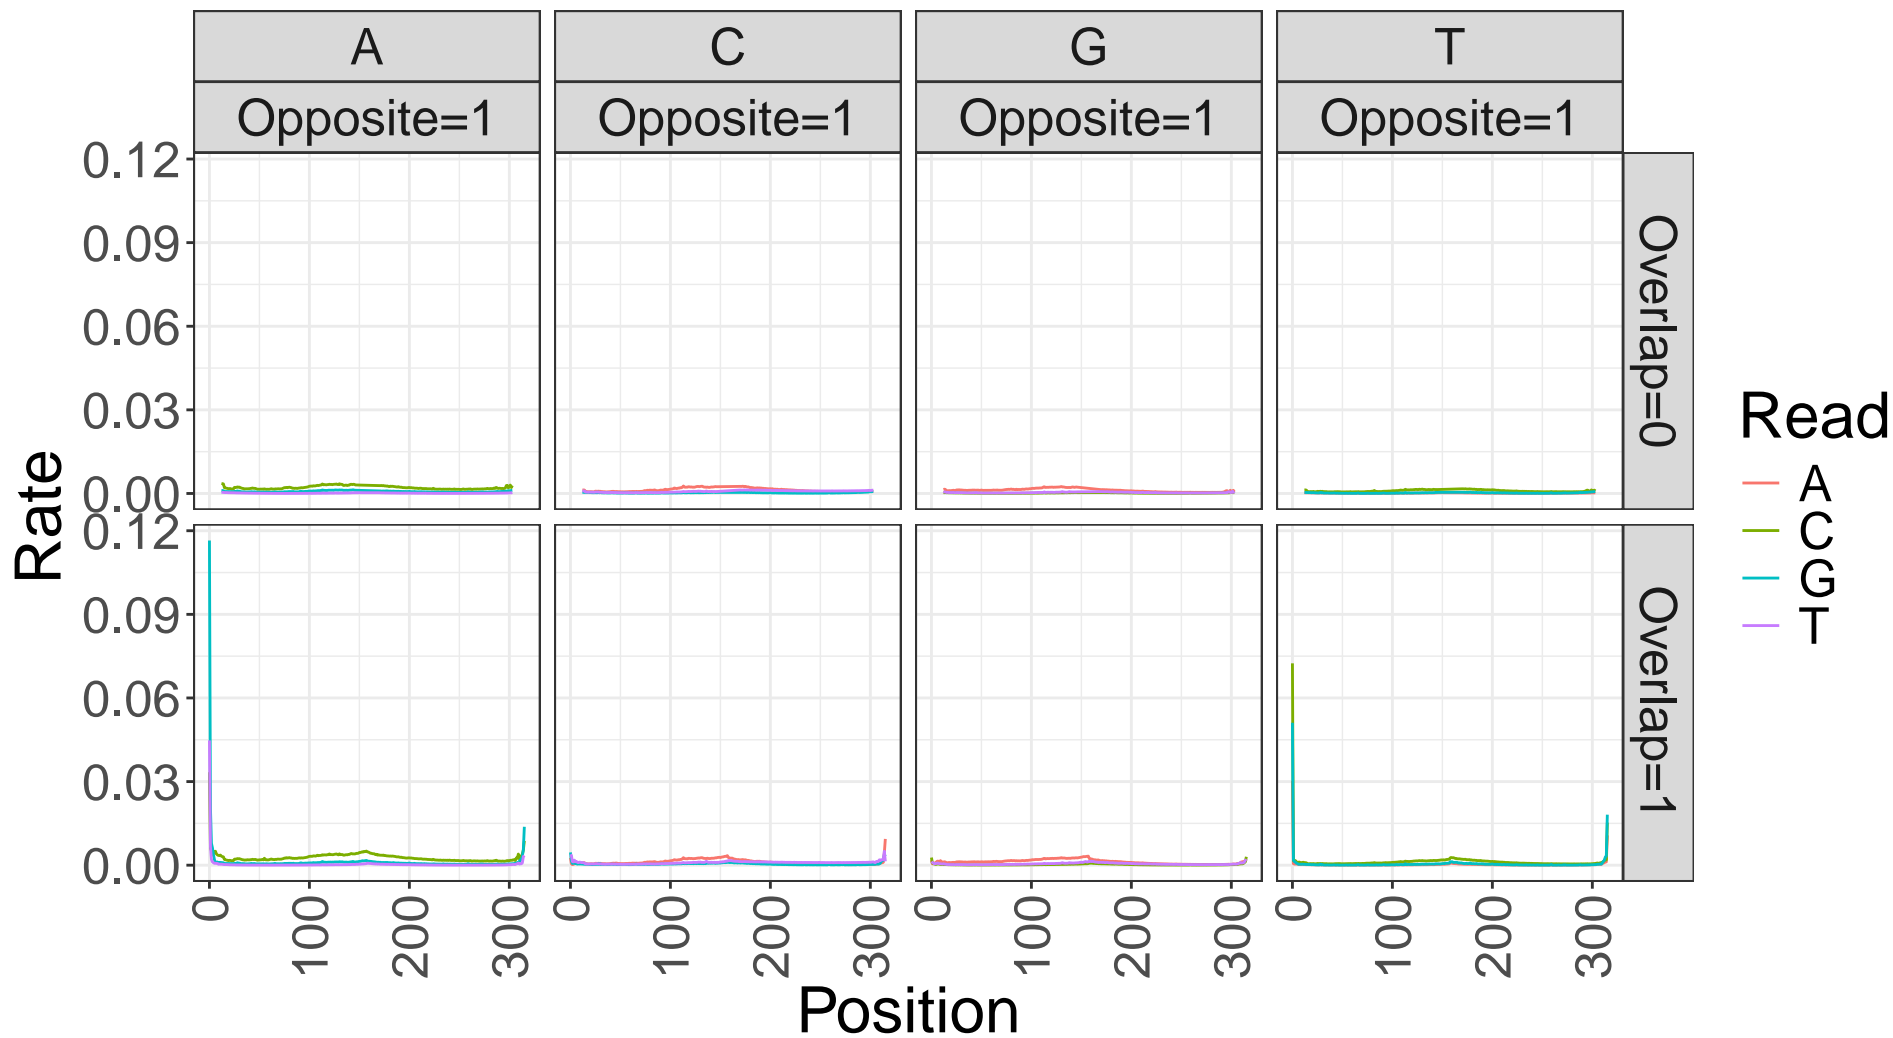 A C G T
Opposite=1 Opposite=1 Opposite=1 Opposite=1
0.12
0.09
0.06
0.03
0.00
Overlap=0
0.12
0.09
0.06
0.03
0.00
Overlap=1
Rate
0 100 200 300 0 100 200 300 0 100 200 300 0 100 200 300
Position
Read
A
C
G
T